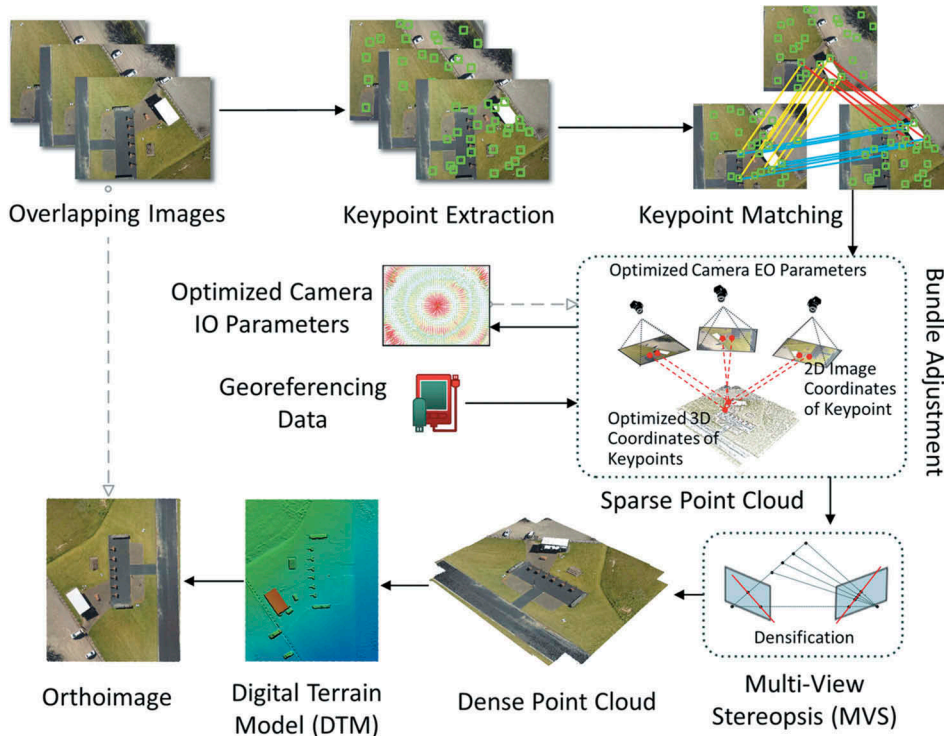 Overlapping Images
Keypoint Extraction
Keypoint Matching
Optimized Camera EO Parameters
Optimized Camera
IO Parameters
Georeferencing
Data
2D Image
Coordinates
of Keypoint
Optimized 3D
Coordinates of
Keypoints
Bundle Adjustment
Sparse Point Cloud
Densification
Multi-View
Stereopsis (MVS)
Dense Point Cloud
Digital Terrain
Model (DTM)
Orthoimage